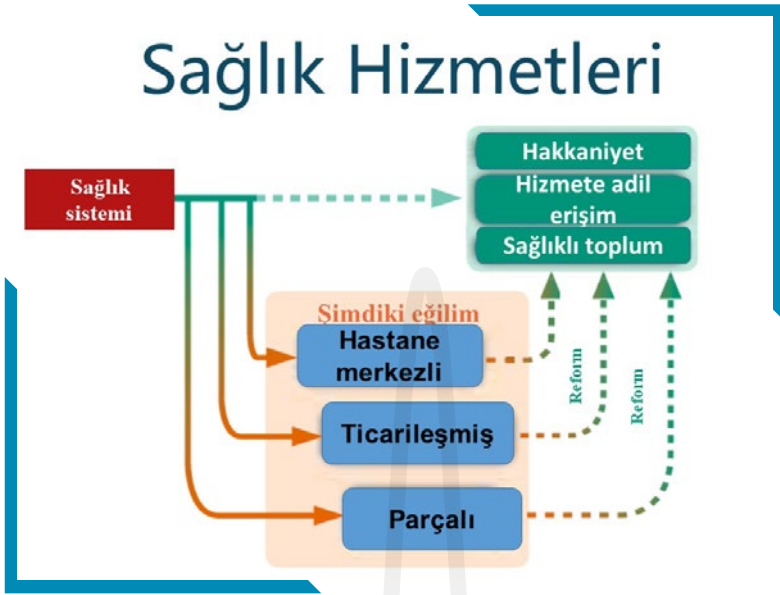 Sağlık Hizmetleri
Sağlık
sistemi
Hakkaniyet
Hizmete adil
erişim
Sağlıklı toplum
Şimdiki eğilim
Hastane
merkezli
Ticarileşmiş
Parçalı
Reform
Reform